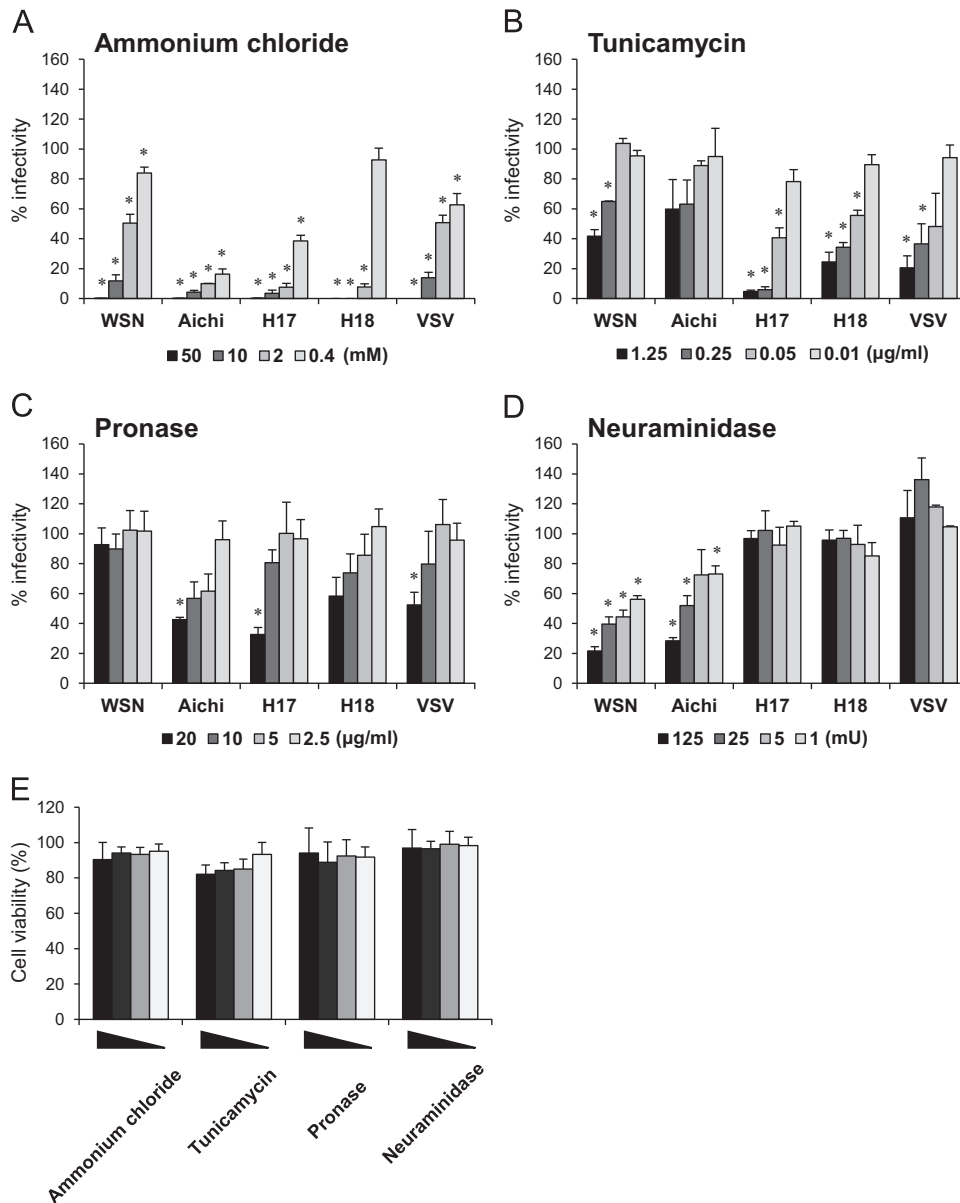 A
Ammonium chloride
160
140
120
100
80
60
40
20
0
% infectivity
* * * *
* * * *
* * * *
* * *
* * * *
WSN Aichi H17 H18 VSV
50 10 2 0.4 (mM)
B
Tunicamycin
160
140
120
100
80
60
40
20
0
% infectivity
* *
* * *
* * *
* *
WSN Aichi H17 H18 VSV
1.25 0.25 0.05 0.01 (µg/ml)
C
Pronase
160
140
120
100
80
60
40
20
0
% infectivity
*
*
*
WSN Aichi H17 H18 VSV
20 10 5 2.5 (µg/ml)
D
Neuraminidase
160
140
120
100
80
60
40
20
0
% infectivity
* * * *
* * *
WSN Aichi H17 H18 VSV
125 25 5 1 (mU)
E
120
100
80
60
40
20
0
Cell viability (%)
Ammonium chloride
Tunicamycin
Pronase
Neuraminidase